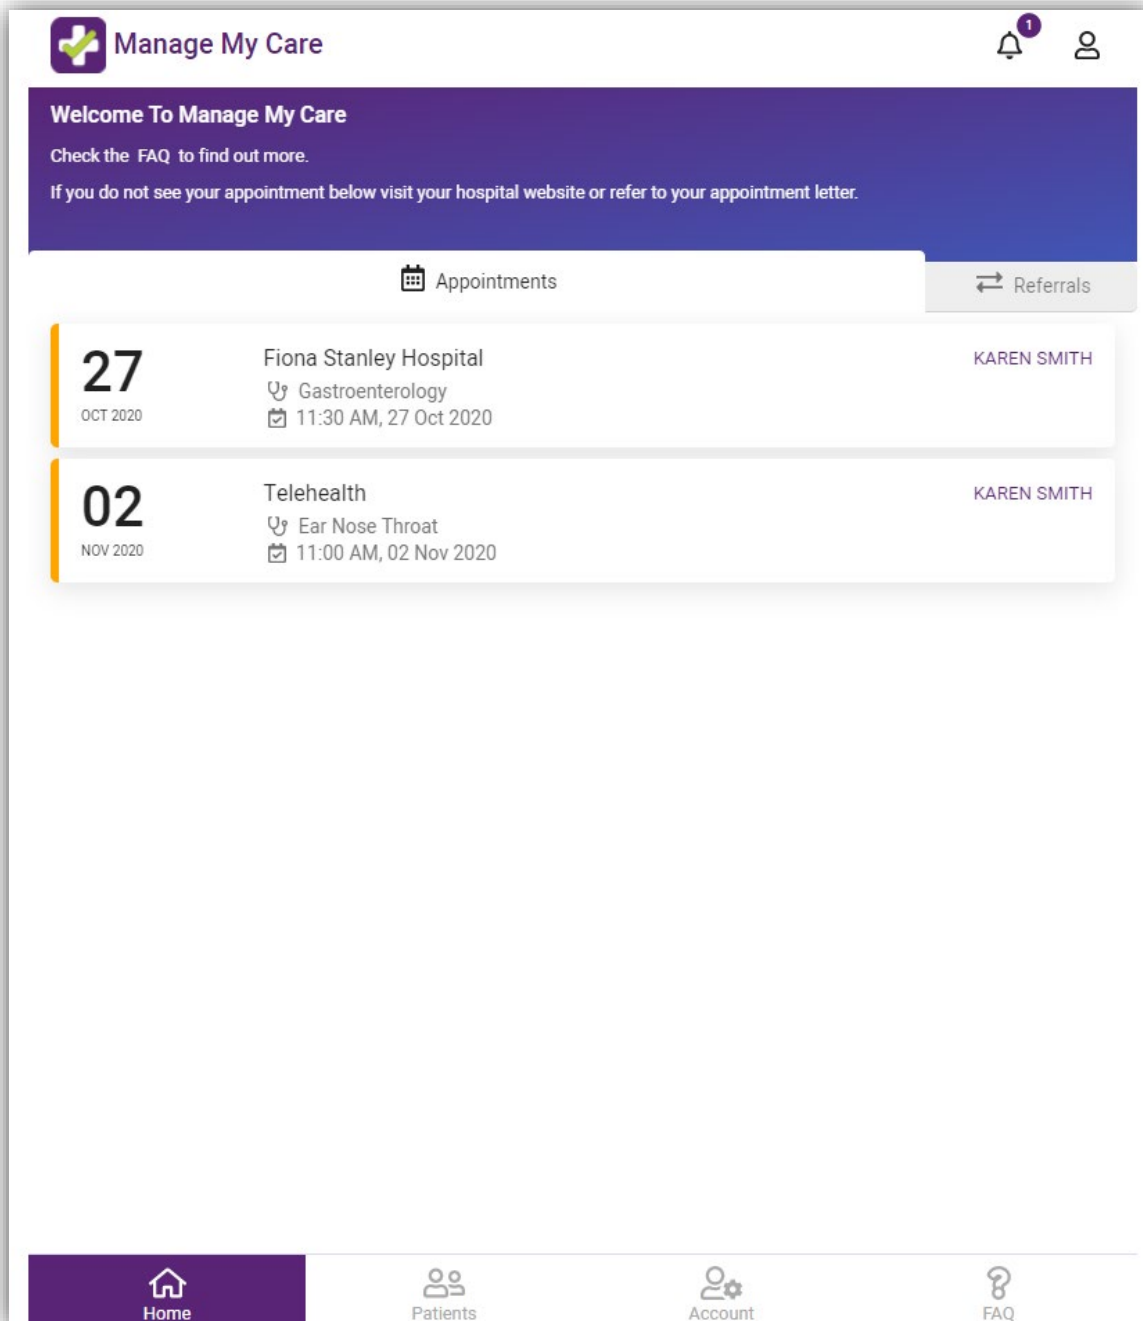 Manage My Care
1
Welcome To Manage My Care
Check the FAQ to find out more.
If you do not see your appointment below visit your hospital website or refer to your appointment letter.
Appointments
Referrals
27
OCT 2020
Fiona Stanley Hospital
Gastroenterology
11:30 AM, 27 Oct 2020
KAREN SMITH
02
NOV 2020
Telehealth
Ear Nose Throat
11:00 AM, 02 Nov 2020
KAREN SMITH
Home
Patients
Account
FAQ